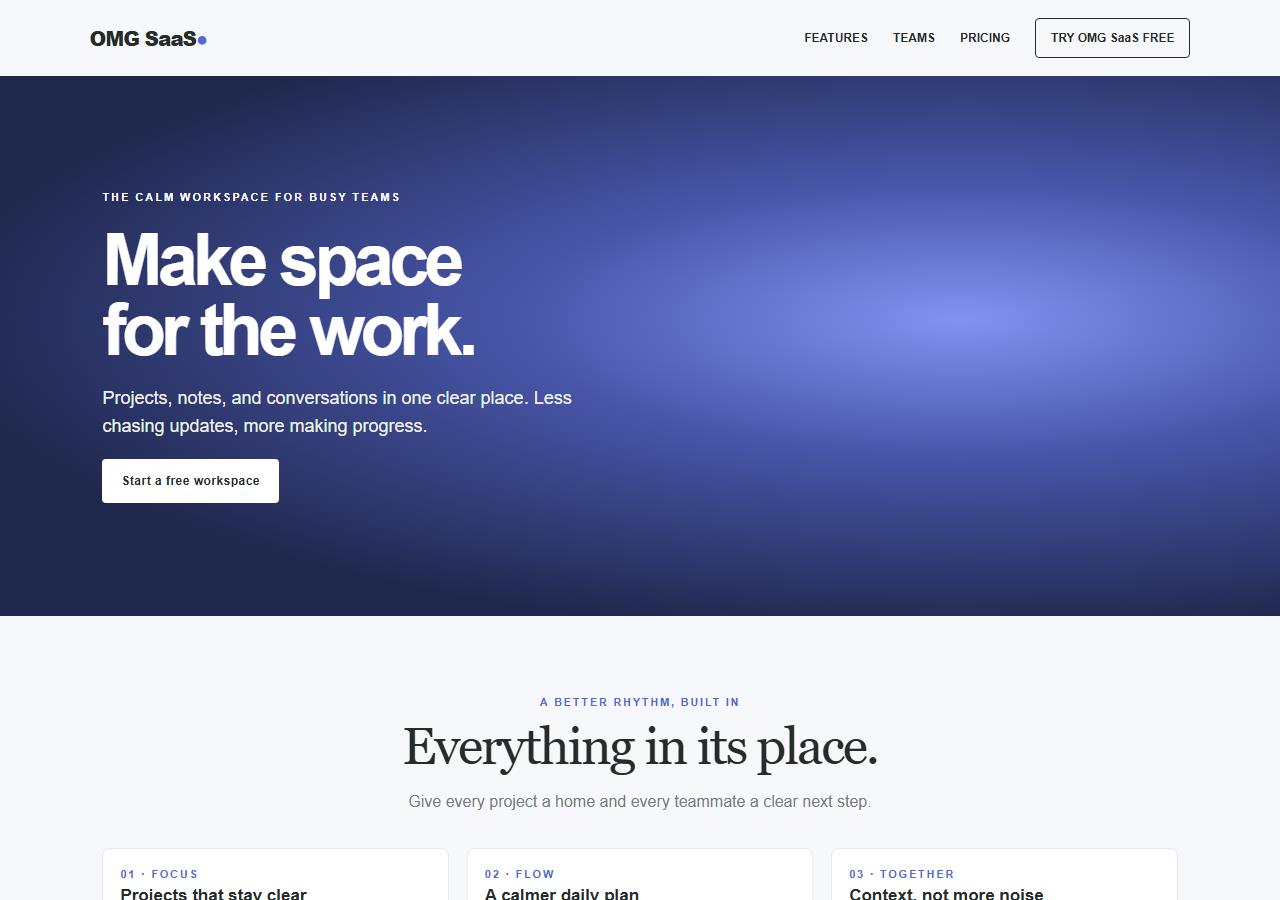 OMG SaaS
FEATURES TEAMS PRICING TRY OMG SaaS FREE
THE CALM WORKSPACE FOR BUSY TEAMS
Make space
for the work.
Projects, notes, and conversations in one clear place. Less
chasing updates, more making progress.
Start a free workspace
A BETTER RHYTHM, BUILT IN
Everything in its place.
Give every project a home and every teammate a clear next step.
01 · FOCUS
Projects that stay clear
02 · FLOW
A calmer daily plan
03 · TOGETHER
Context, not more noise